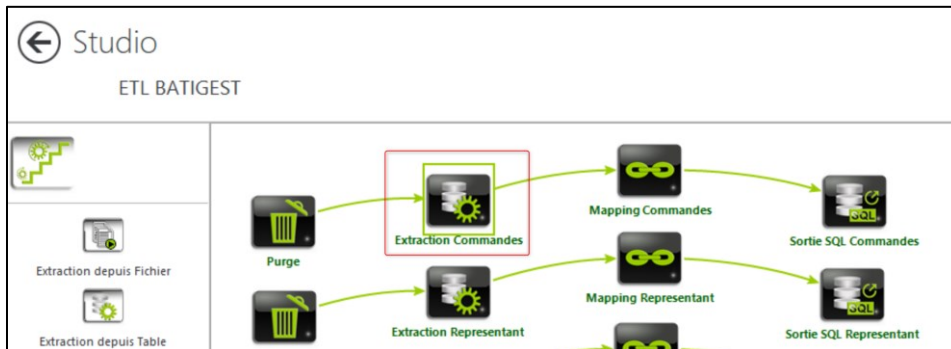 Studio
ETL BATIGEST
Extraction depuis Fichier
Extraction depuis Table
Purge
Extraction Commandes
Mapping Commandes
SQL
Sortie SQL Commandes
Extraction Representant
Mapping Representant
SQL
Sortie SQL Representant